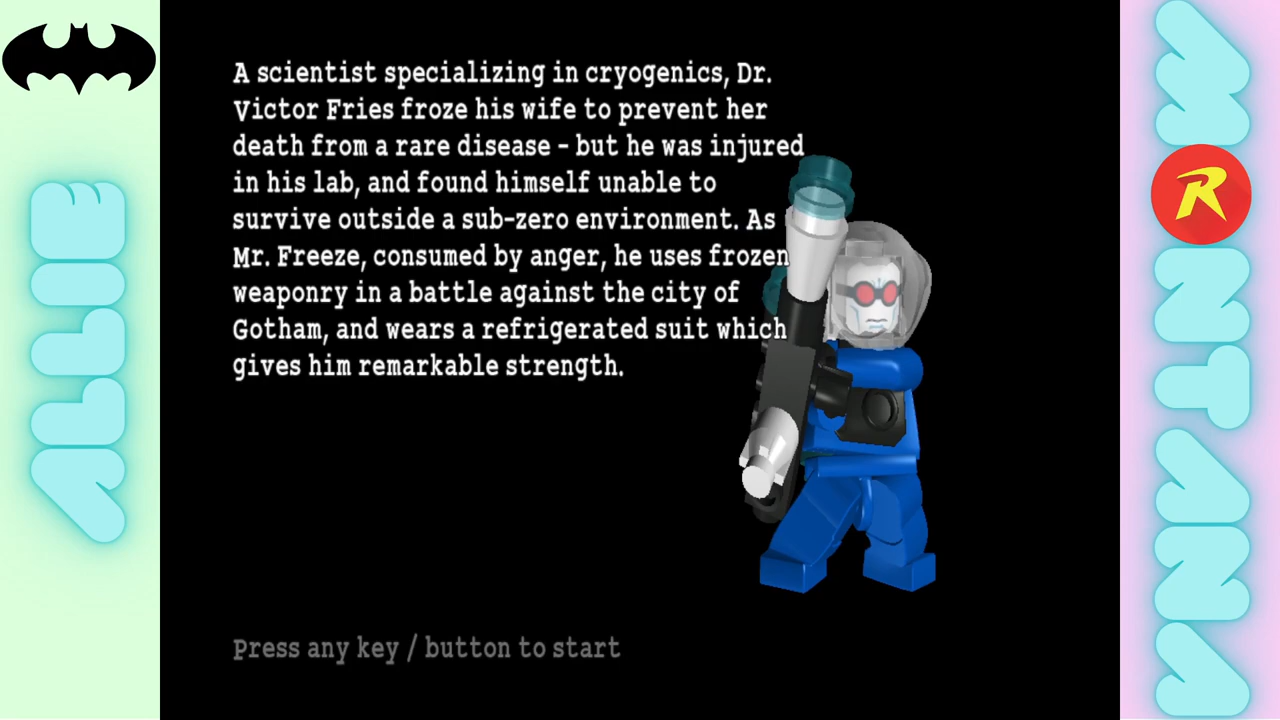 ALLIE
A scientist specializing in cryogenics, Dr.
Victor Fries froze his wife to prevent her
death from a rare disease - but he was injured
in his lab, and found himself unable to
survive outside a sub-zero environment. As
Mr. Freeze, consumed by anger, he uses frozen
weaponry in a battle against the city of
Gotham, and wears a refrigerated suit which
gives him remarkable strength.
Press any key / button to start
MRNTANA